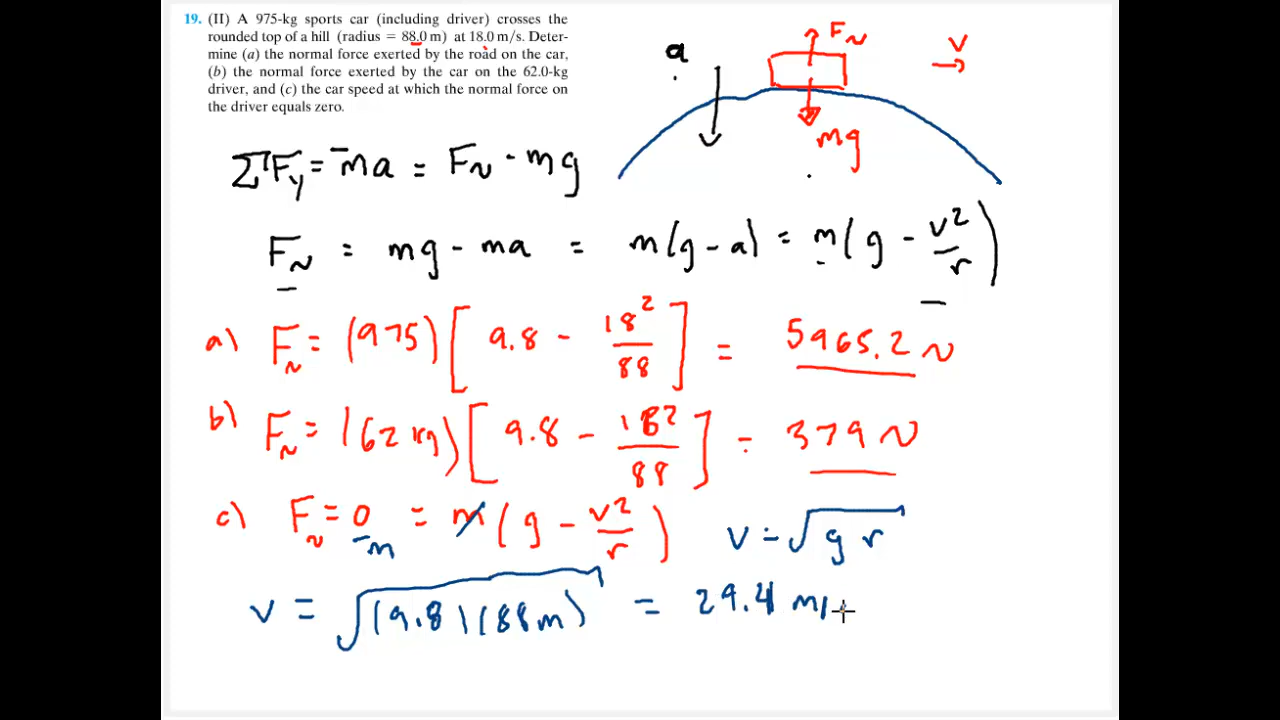 19. (II) A 975-kg sports car (including driver) crosses the
rounded top of a hill (radius = 88.0 m) at 18.0 m/s. Deter-
mine (a) the normal force exerted by the road on the car,
(b) the normal force exerted by the car on the 62.0-kg
driver, and (c) the car speed at which the normal force on
the driver equals zero.
a
F_N
v
mg
ΣF_y = -ma = F_N - mg
F_N = mg - ma = m(g - a) = m(g - v²/r)
a) F_N = (975)[9.8 - 18²/88] = 5965.2 N
b) F_N = (62 kg)[9.8 - 18²/88] = 379 N
c) F_N = 0/m = m(g - v²/r) v = √gr
v = √(9.8)(88m) = 29.4 m/